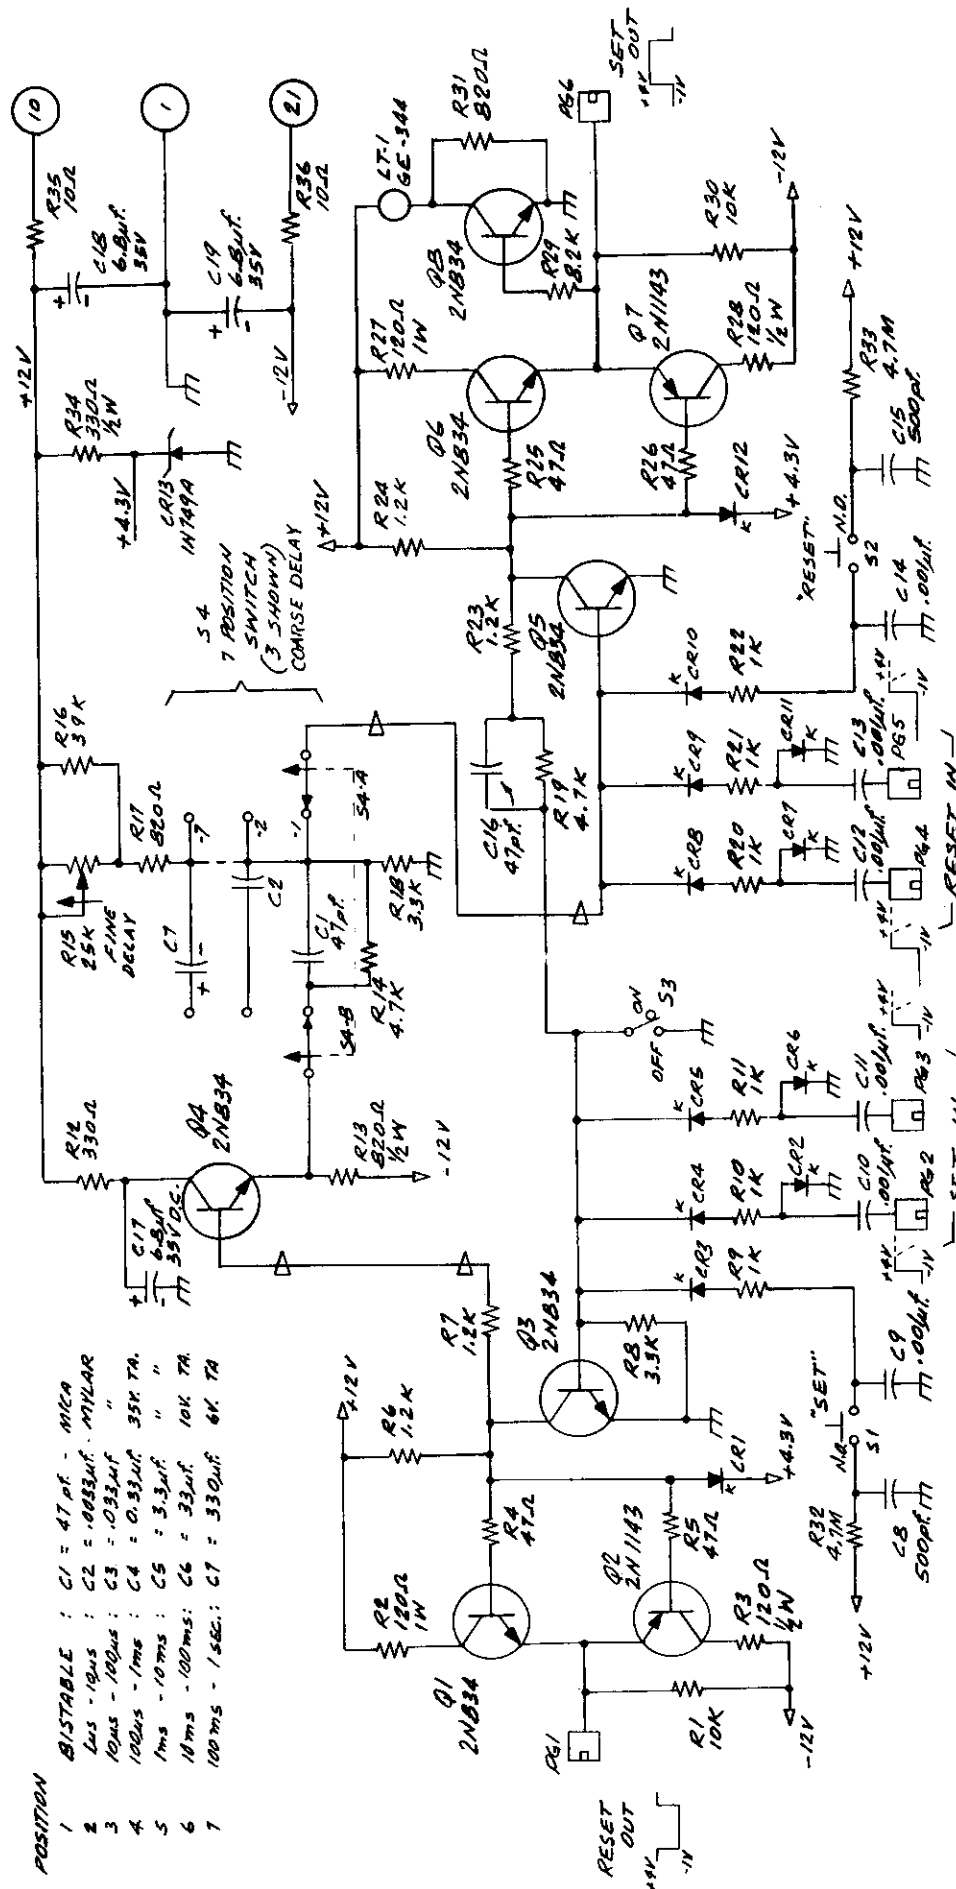 POSITION
1 BISTABLE : C1 = 47 pf. - MICA
2 1µs - 10µs : C2 = .0033µf. - MYLAR
3 10µs - 100µs : C3 = .033µf "
4 100µs - 1ms : C4 = 0.33µf. 35V. TA.
5 1ms - 10ms : C5 = 3.3µf. " "
6 10ms - 100ms : C6 = 33µf. 10V. TA.
7 100ms - 1 SEC. : C7 = 330µf. 6V. TA
R12
330Ω
C17
6.8µf
35V D.C.
+
-
Q4
2N834
R13
820Ω
½W
-12V
R15
25K
FINE
DELAY
R16
39K
R17
820Ω
C7
+
-
-7
C2
-2
C1
47pf.
-1
S4-B
S4-A
R14
4.7K
R18
3.3K
S4
7 POSITION
SWITCH
(3 SHOWN)
COARSE DELAY
+12V
R34
330Ω
½W
+4.3V
CR13
IN749A
R35
10Ω
10
+
-
C18
6.8µf.
35V
1
+
-
C19
6.8µf.
35V
-12V
R36
10Ω
21
+12V
R6
1.2K
R7
1.2K
R2
120Ω
1W
R4
47Ω
Q1
2N834
Q2
2N1143
R5
47Ω
R3
120Ω
½W
CR1
K
+4.3V
PG1
R1
10K
-12V
RESET
OUT
+4V
-1V
Q3
2N834
R8
3.3K
K
CR3
R9
1K
K
CR4
R10
1K
CR2
K
K
CR5
R11
1K
CR6
K
ON
OFF
S3
+12V
R32
4.7M
C8
500pf.
N.O.
"SET"
S1
C9
.001µf.
C10
.001µf.
PG2
+4V
-1V
C11
.001µf.
PG3
+4V
-1V
C16
47pf.
R19
4.7K
R23
1.2K
+12V
R24
1.2K
Q5
2N834
R25
47Ω
Q6
2N834
R27
120Ω
1W
LT-1
GE-344
Q8
2N834
R31
820Ω
R29
8.2K
R26
47Ω
Q7
2N1143
CR12
K
+4.3V
R28
120Ω
½W
R30
10K
-12V
PG6
SET
OUT
+4V
-1V
K
CR8
R20
1K
CR7
K
C12
.001µf.
PG4
+4V
-1V
K
CR9
R21
1K
CR11
K
C13
.001µf.
PG5
+4V
-1V
RESET IN
K
CR10
R22
1K
C14
.001µf.
"RESET"
N.O.
S2
R33
4.7M
+12V
C15
500pf.